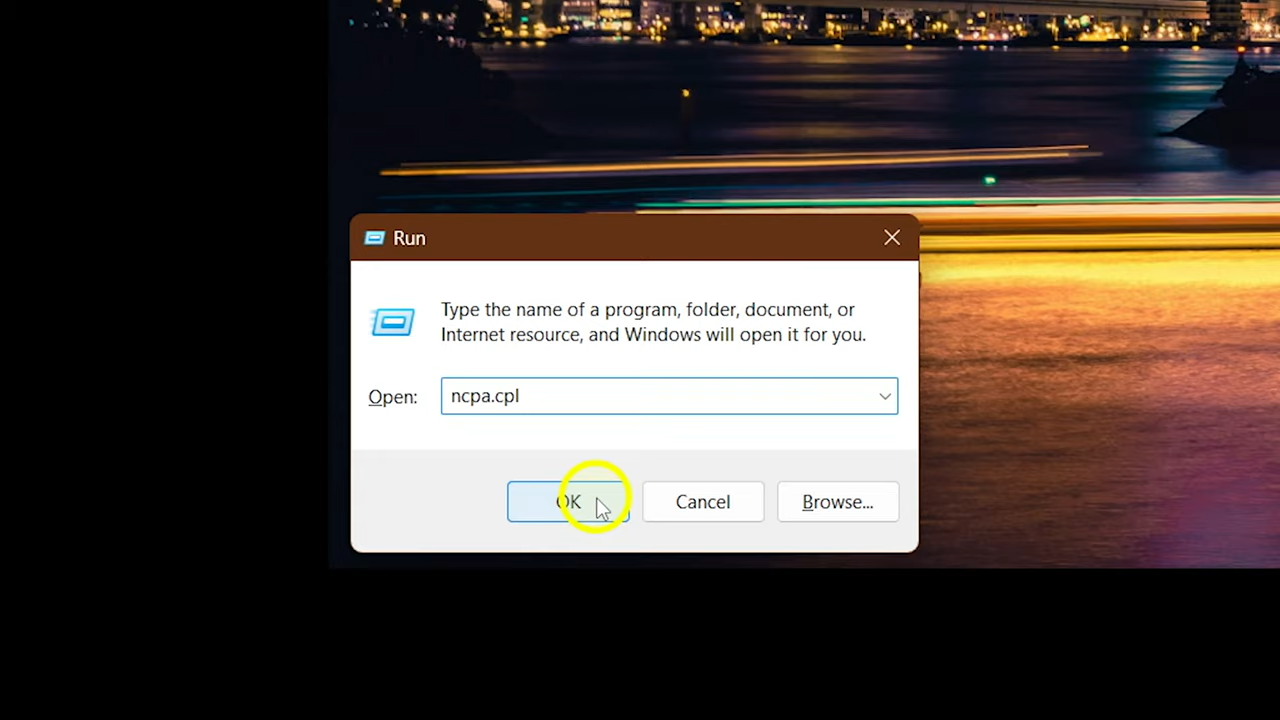 Run
Type the name of a program, folder, document, or
Internet resource, and Windows will open it for you.
Open: ncpa.cpl
OK Cancel Browse...